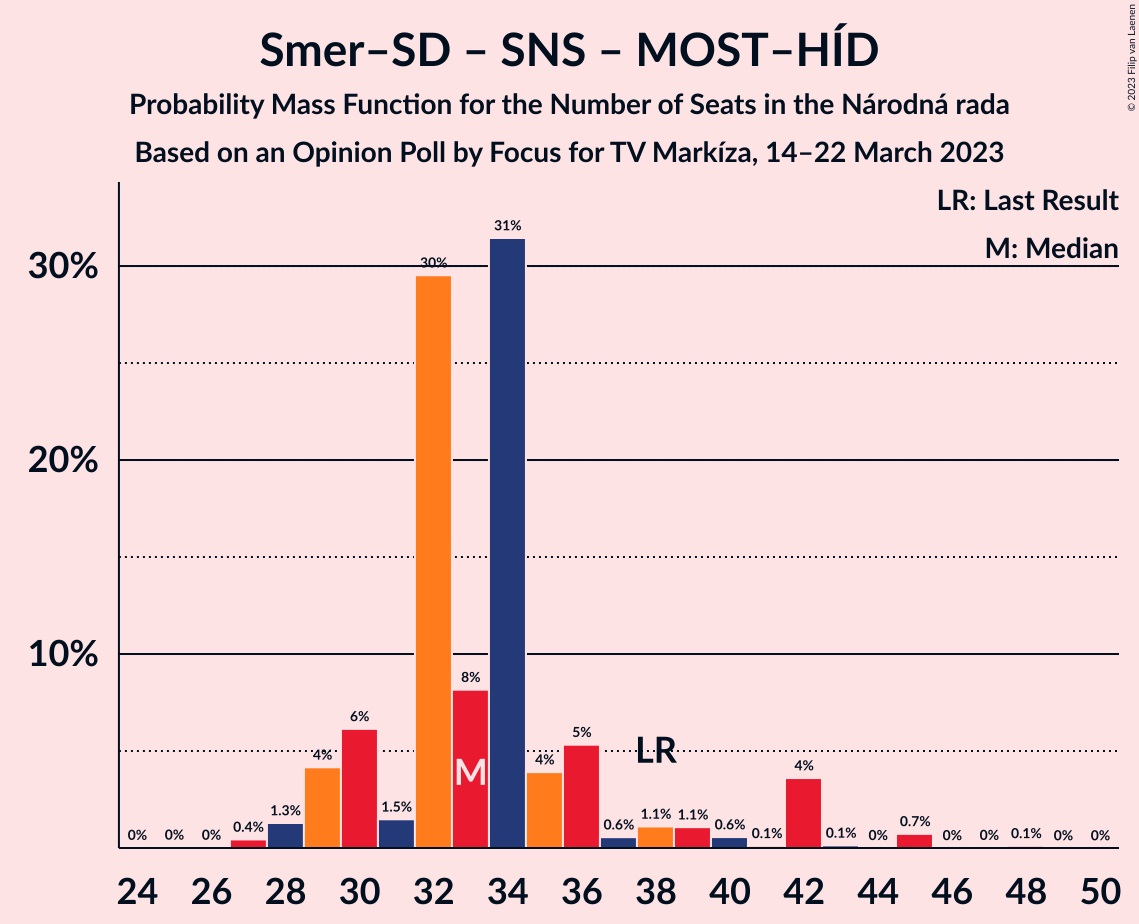 Smer–SD – SNS – MOST–HÍD
Probability Mass Function for the Number of Seats in the Národná rada
Based on an Opinion Poll by Focus for TV Markíza, 14–22 March 2023
© 2023 Filip van Laenen
LR: Last Result
M: Median
30%
20%
10%
0% 0% 0% 0.4% 1.3% 4% 6% 1.5% 30% 8% 31% 4% 5% 0.6% 1.1% 1.1% 0.6% 0.1% 4% 0.1% 0% 0.7% 0% 0% 0.1% 0% 0%
M
LR
24 26 28 30 32 34 36 38 40 42 44 46 48 50